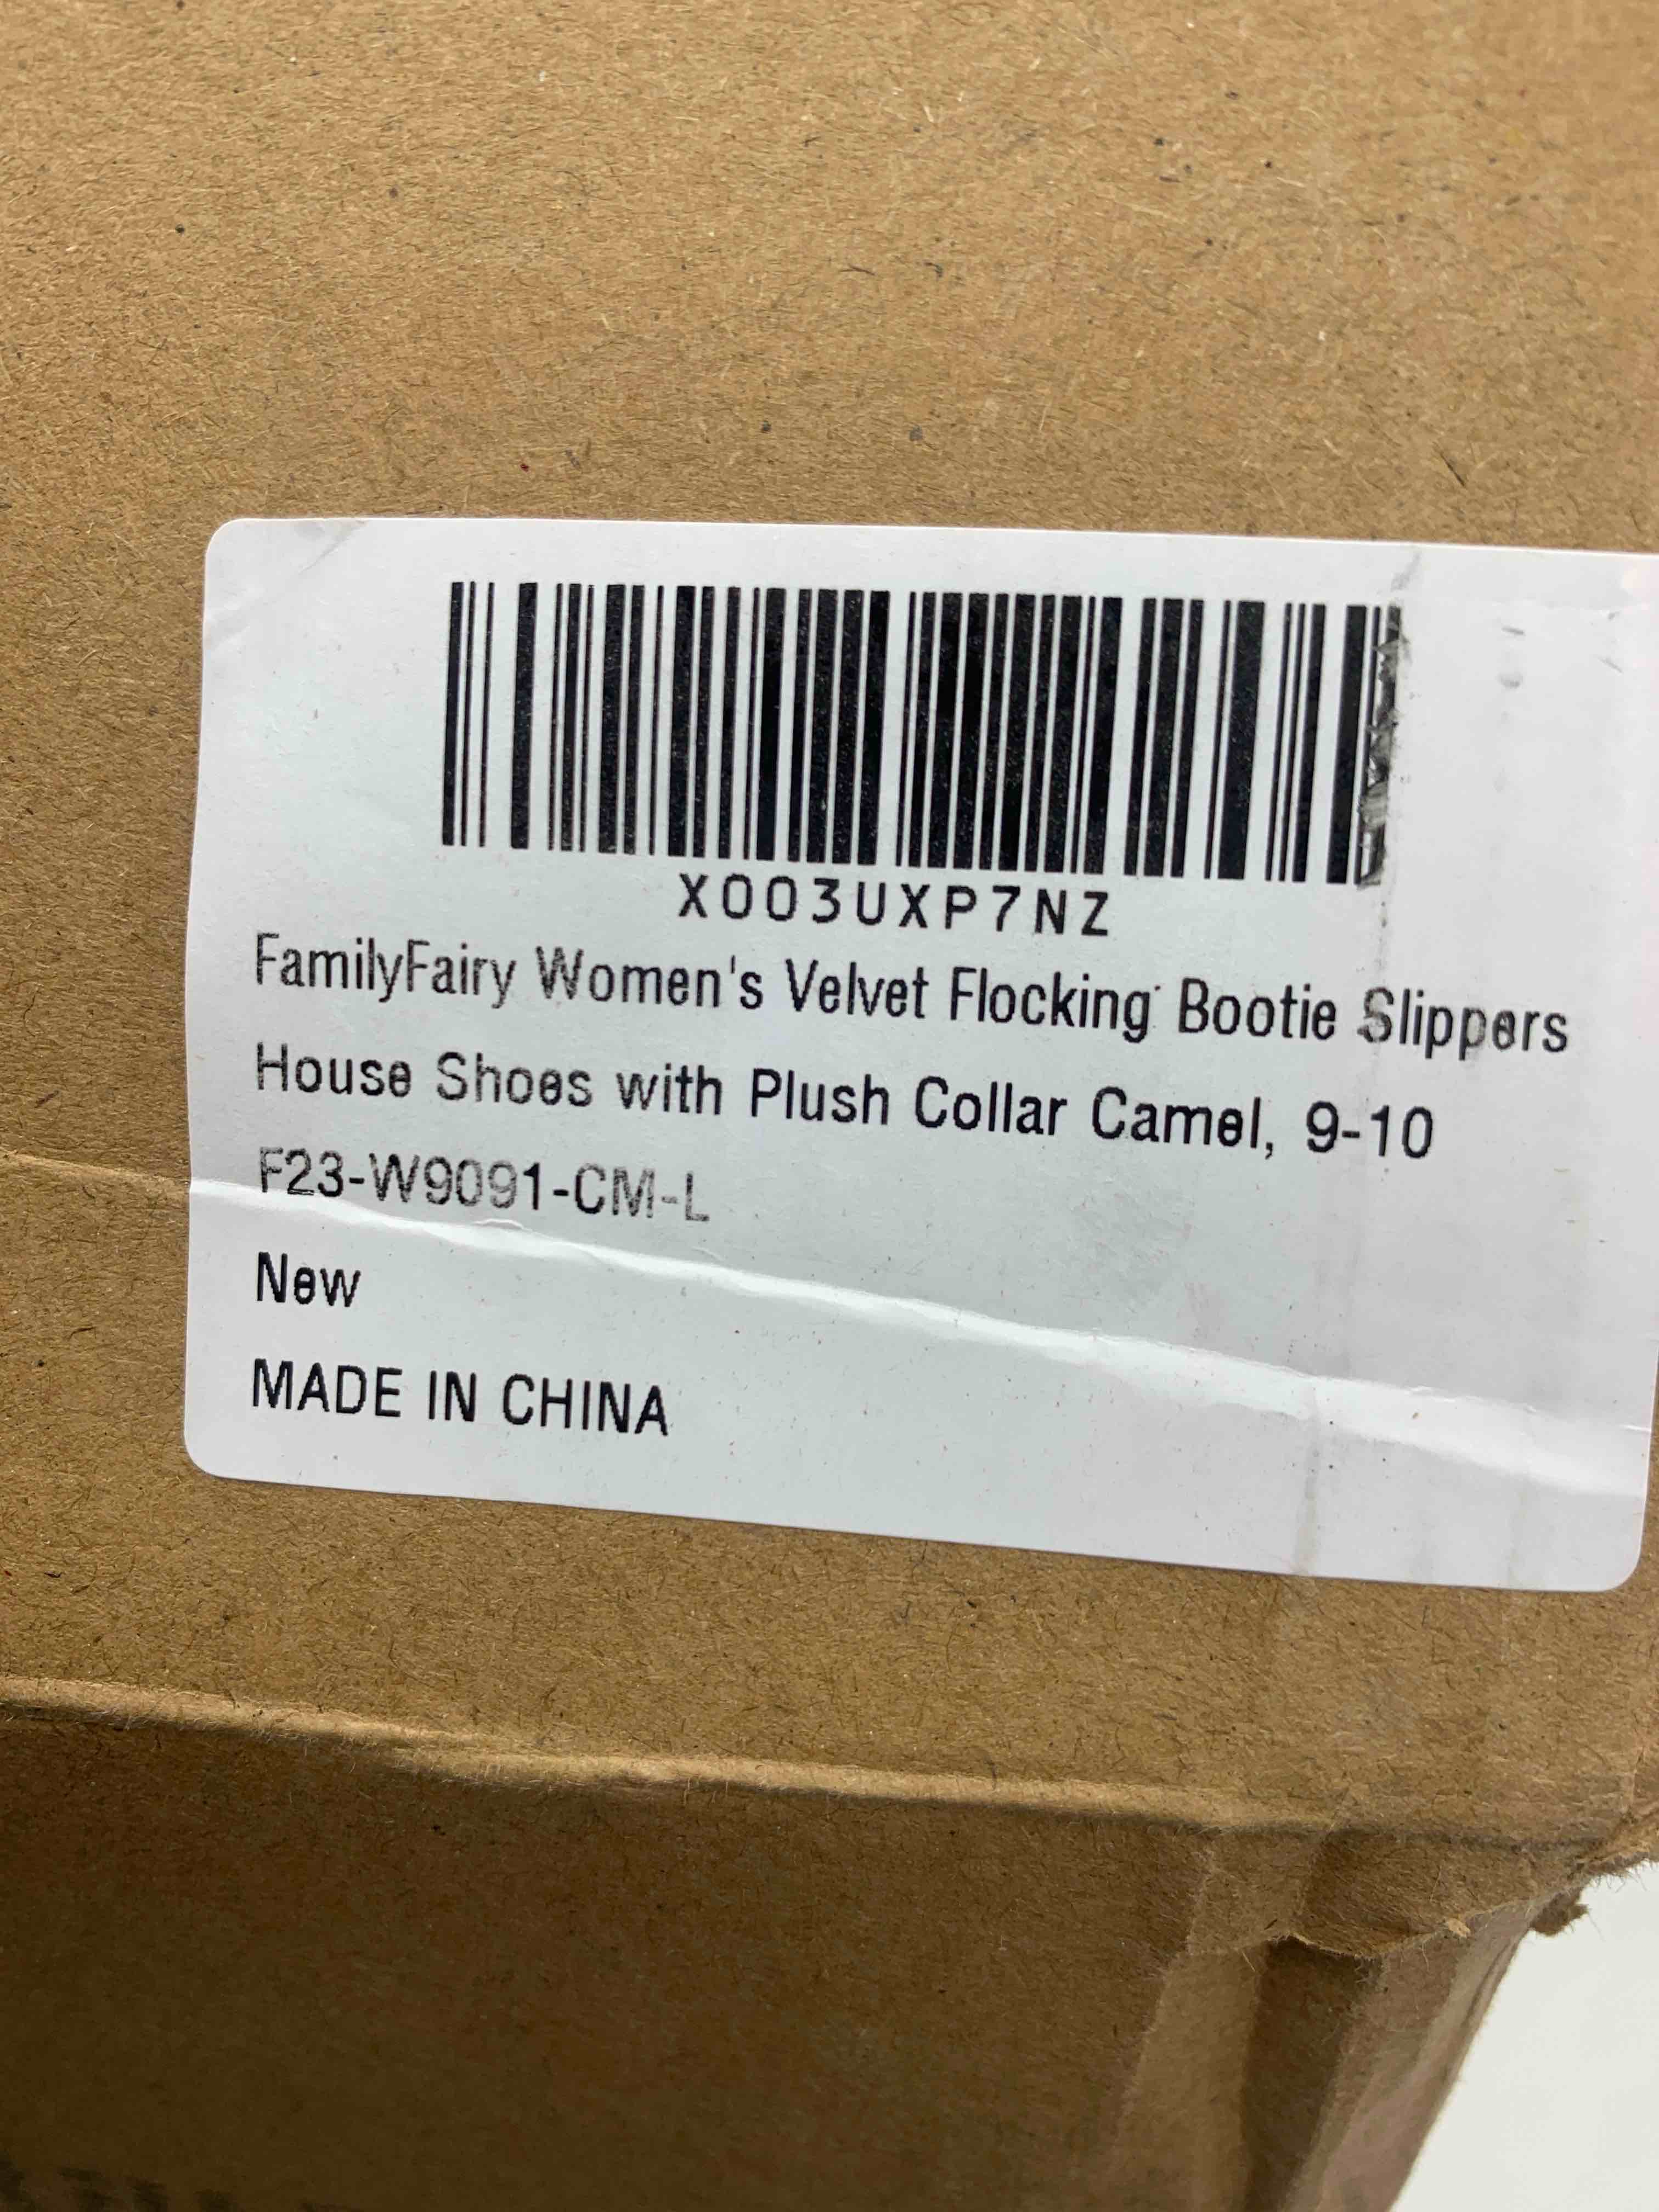 X003UXP7NZ
FamilyFairy Women's Velvet Flocking Bootie Slippers
House Shoes with Plush Collar Camel, 9-10
F23-W9091-CM-L
New
MADE IN CHINA